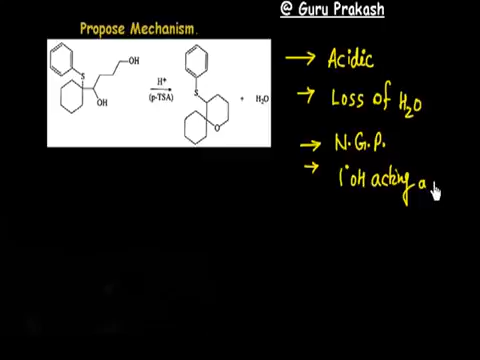 @ Guru Prakash
Propose Mechanism.
OH
S
OH
H+
(p-TSA)
S
O
+ H2O
→ Acidic
→ Loss of H2O
→ N.G.P.
→ 1° OH acting a